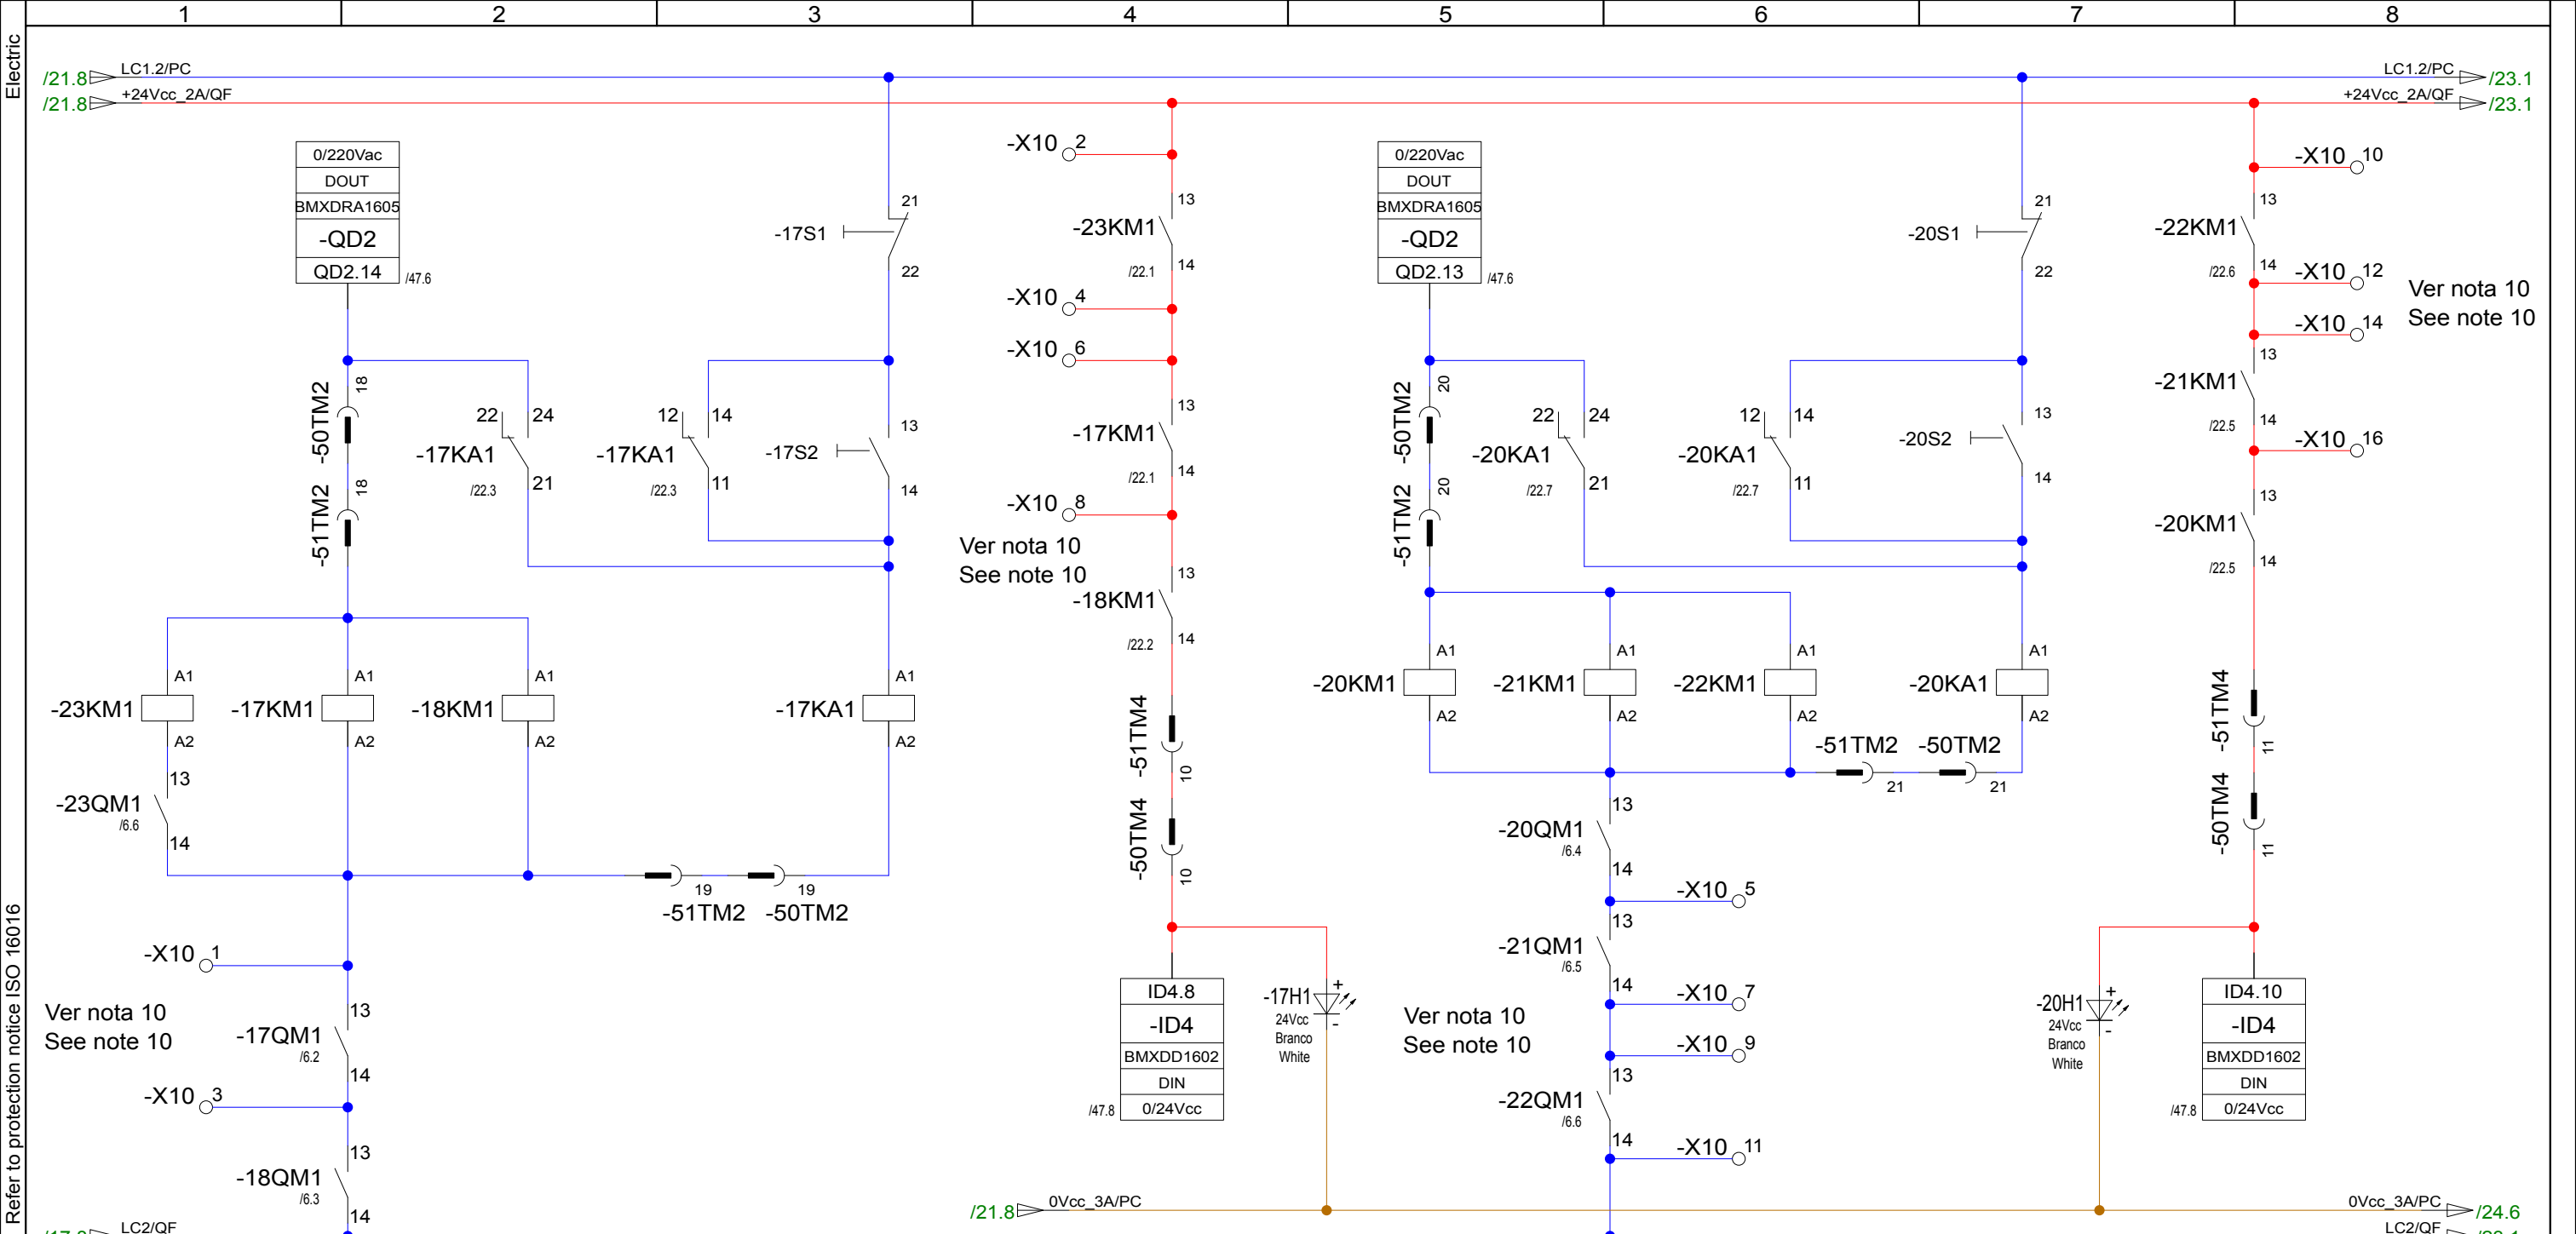 1 2 3 4 5 6 7 8
Electric
/21.8 LC1.2/PC
LC1.2/PC /23.1
/21.8 +24Vcc_2A/QF
+24Vcc_2A/QF /23.1
0/220Vac
DOUT
BMXDRA1605
-QD2
QD2.14 /47.6
18
-50TM2
18
-51TM2
22 24
-17KA1
/22.3 21
12 14
-17KA1
/22.3 11
21
-17S1
22
13
-17S2
14
A1
-23KM1
A2
A1
-17KM1
A2
A1
-18KM1
A2
A1
-17KA1
A2
13
-23QM1
/6.6
14
19 19
-51TM2 -50TM2
-X10 1
Ver nota 10
See note 10
13
-17QM1
/6.2
14
-X10 3
13
-18QM1
/6.3
14
LC2/QF
-X10 2
13
-23KM1
/22.1 14
-X10 4
-X10 6
13
-17KM1
/22.1 14
-X10 8
Ver nota 10
See note 10
13
-18KM1
/22.2 14
-51TM4
10
-50TM4
10
ID4.8
-ID4
BMXDD1602
DIN
/47.8 0/24Vcc
+
-17H1
24Vcc
-
Branco
White
0/220Vac
DOUT
BMXDRA1605
-QD2
QD2.13 /47.6
20
-50TM2
20
-51TM2
22 24
-20KA1
/22.7 21
12 14
-20KA1
/22.7 11
21
-20S1
22
13
-20S2
14
A1
-20KM1
A2
A1
-21KM1
A2
A1
-22KM1
A2
A1
-20KA1
A2
-51TM2 -50TM2
21 21
13
-20QM1
/6.4
14
-X10 5
13
-21QM1
/6.5
14
-X10 7
Ver nota 10
See note 10
-X10 9
13
-22QM1
/6.6
14
-X10 11
-X10 10
13
-22KM1
/22.6 14
-X10 12
Ver nota 10
See note 10
-X10 14
13
-21KM1
/22.5 14
-X10 16
13
-20KM1
/22.5 14
-51TM4
11
-50TM4
11
+
-20H1
24Vcc
-
Branco
White
ID4.10
-ID4
BMXDD1602
DIN
/47.8 0/24Vcc
/21.8 0Vcc_3A/PC
0Vcc_3A/PC /24.6
LC2/QF
Refer to protection notice ISO 16016